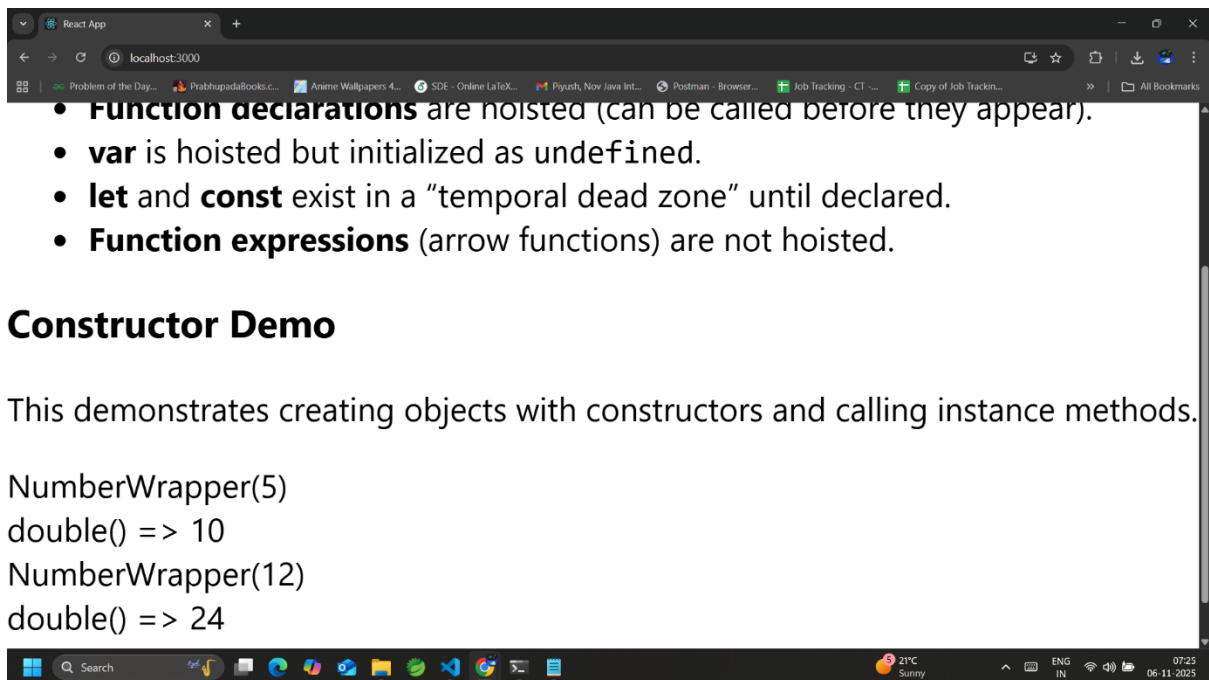 React App
localhost:3000
Problem of the Day...
PrabhupadaBooks.c...
Anime Wallpapers 4...
SDE - Online LaTeX...
Piyush, Nov Java Int...
Postman - Browser...
Job Tracking - CT -...
Copy of Job Trackin...
All Bookmarks
• Function declarations are hoisted (can be called before they appear).
• var is hoisted but initialized as undefined.
• let and const exist in a “temporal dead zone” until declared.
• Function expressions (arrow functions) are not hoisted.
Constructor Demo
This demonstrates creating objects with constructors and calling instance methods.
NumberWrapper(5)
double() => 10
NumberWrapper(12)
double() => 24
Search
5
21°C
Sunny
ENG
IN
07:25
06-11-2025